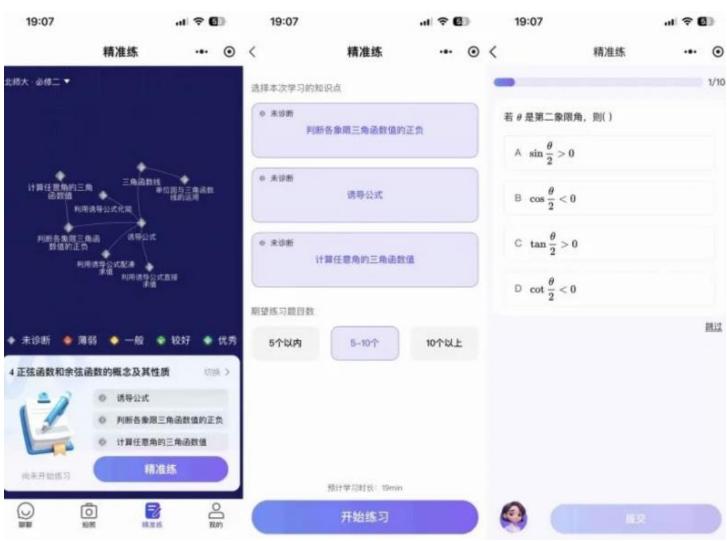 19:07
精准练
北师大·必修二
计算任意角的三角
函数值
三角函数线
单位圆与三角函数
线的运用
利用诱导公式化简
判断各象限三角函
数值的正负
诱导公式
利用诱导公式配凑
求值
利用诱导公式直接
求值
未诊断 薄弱 一般 较好 优秀
4 正弦函数和余弦函数的概念及其性质 切换 >
诱导公式
判断各象限三角函数值的正负
计算任意角的三角函数值
尚未开始练习
精准练
聊聊 拍照 精准练 我的
19:07
精准练
选择本次学习的知识点
未诊断
判断各象限三角函数值的正负
未诊断
诱导公式
未诊断
计算任意角的三角函数值
期望练习题目数
5个以内 5-10个 10个以上
预计学习时长: 19min
开始练习
19:07
精准练
1/10
若 θ 是第二象限角，则( )
A sin θ/2 > 0
B cos θ/2 < 0
C tan θ/2 > 0
D cot θ/2 < 0
跳过
提交